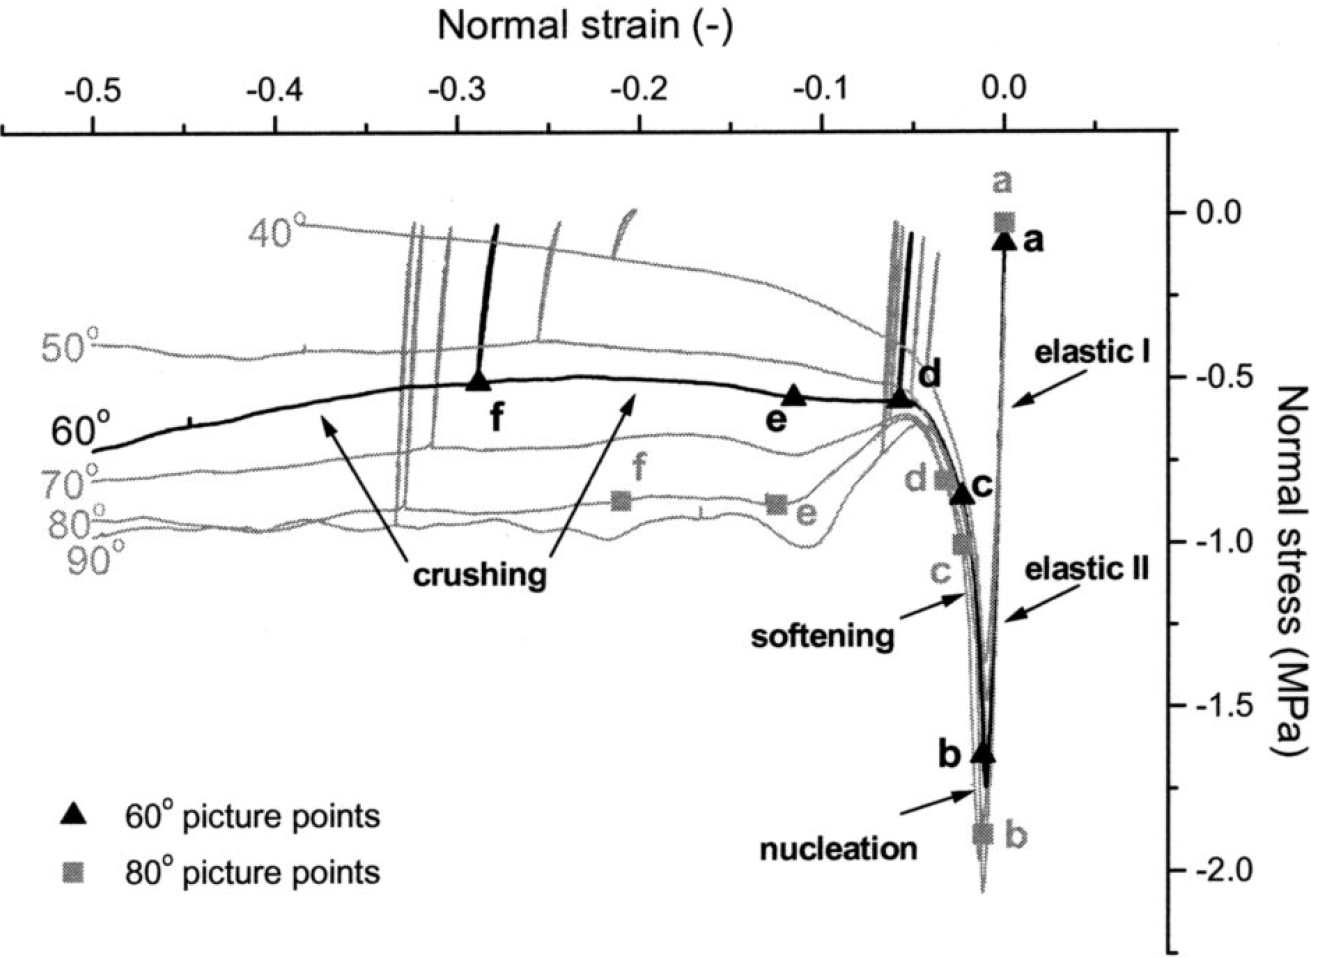 Normal strain (-)
-0.5 -0.4 -0.3 -0.2 -0.1 0.0
a
0.0
40° a
50° elastic I
d -0.5
60° f e
70° f d c
80° e -1.0
90° crushing c elastic II
softening
-1.5
b
60° picture points nucleation b
80° picture points -2.0
Normal stress (MPa)